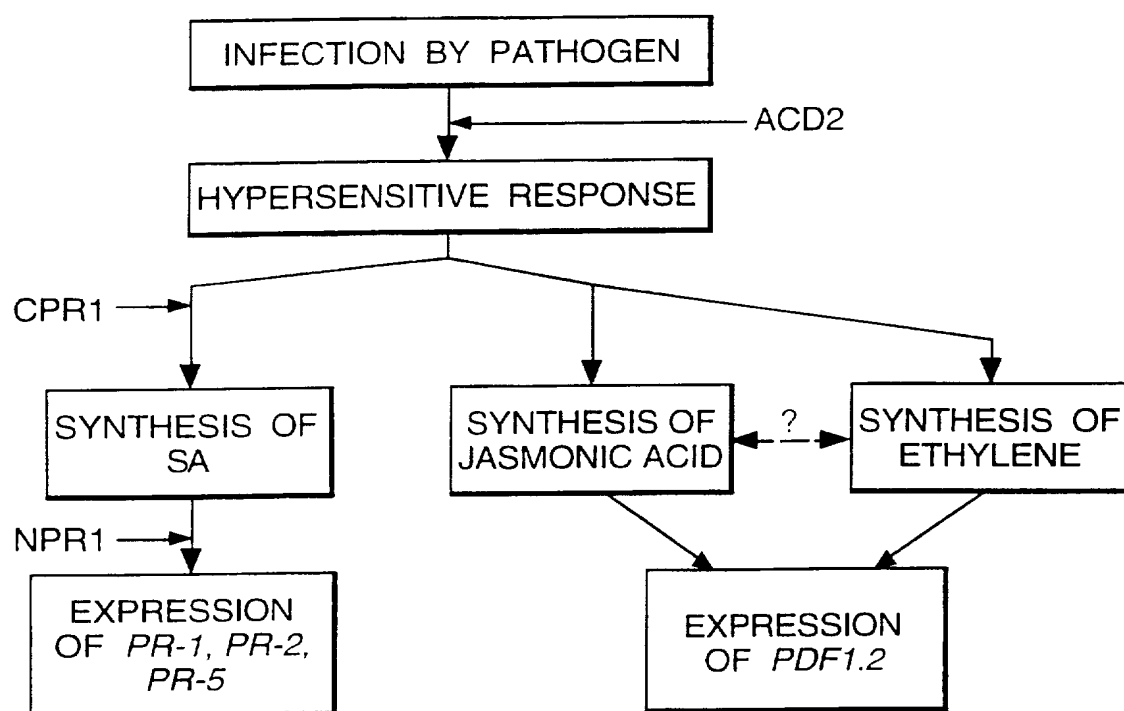 INFECTION BY PATHOGEN
ACD2
HYPERSENSITIVE RESPONSE
CPR1
SYNTHESIS OF
SA
SYNTHESIS OF
JASMONIC ACID
?
SYNTHESIS OF
ETHYLENE
NPR1
EXPRESSION
OF PR-1, PR-2,
PR-5
EXPRESSION
OF PDF1.2